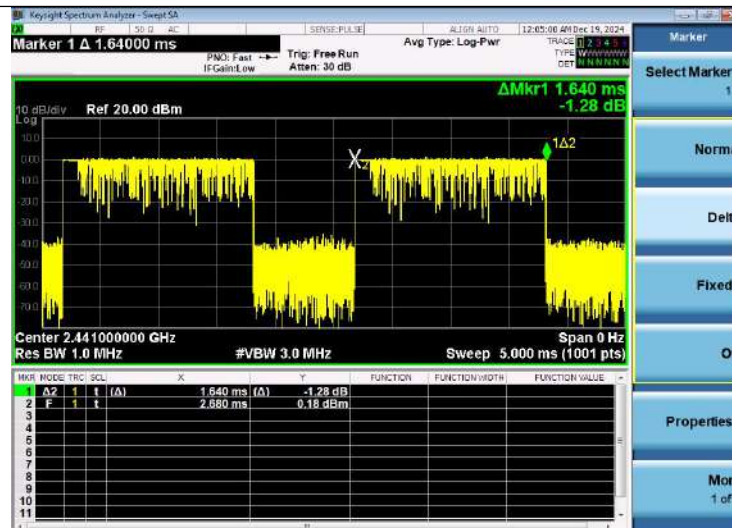 Keysight Spectrum Analyzer - Swept SA
RF 50 Ω AC SENSE:PULSE ALIGN AUTO 12:05:00 AM Dec 19, 2024
Marker 1 Δ 1.64000 ms
PNO: Fast
IFGain:Low
Trig: Free Run
Atten: 30 dB
Avg Type: Log-Pwr
TRACE 1 2 3 4 5 6
TYPE W
DET N N N N N N
ΔMkr1 1.640 ms
-1.28 dB
10 dB/div Ref 20.00 dBm
Log
10.0
0.00
-10.0
-20.0
-30.0
-40.0
-50.0
-60.0
-70.0
X2
1Δ2
Center 2.441000000 GHz Span 0 Hz
Res BW 1.0 MHz #VBW 3.0 MHz Sweep 5.000 ms (1001 pts)
MKR MODE TRC SCL X Y FUNCTION FUNCTION WIDTH FUNCTION VALUE
1 Δ2 1 t (Δ) 1.640 ms (Δ) -1.28 dB
2 F 1 t 2.680 ms 0.18 dBm
3
4
5
6
7
8
9
10
11
Marker
Select Marker
1
Norma
Delt
Fixed
O
Properties
Mor
1 of